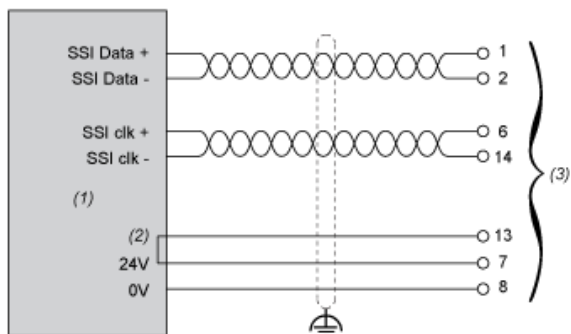 SSI Data + 1
SSI Data - 2
SSI clk + 6
SSI clk - 14
(3)
(1)
(2) 13
24V 7
0V 8